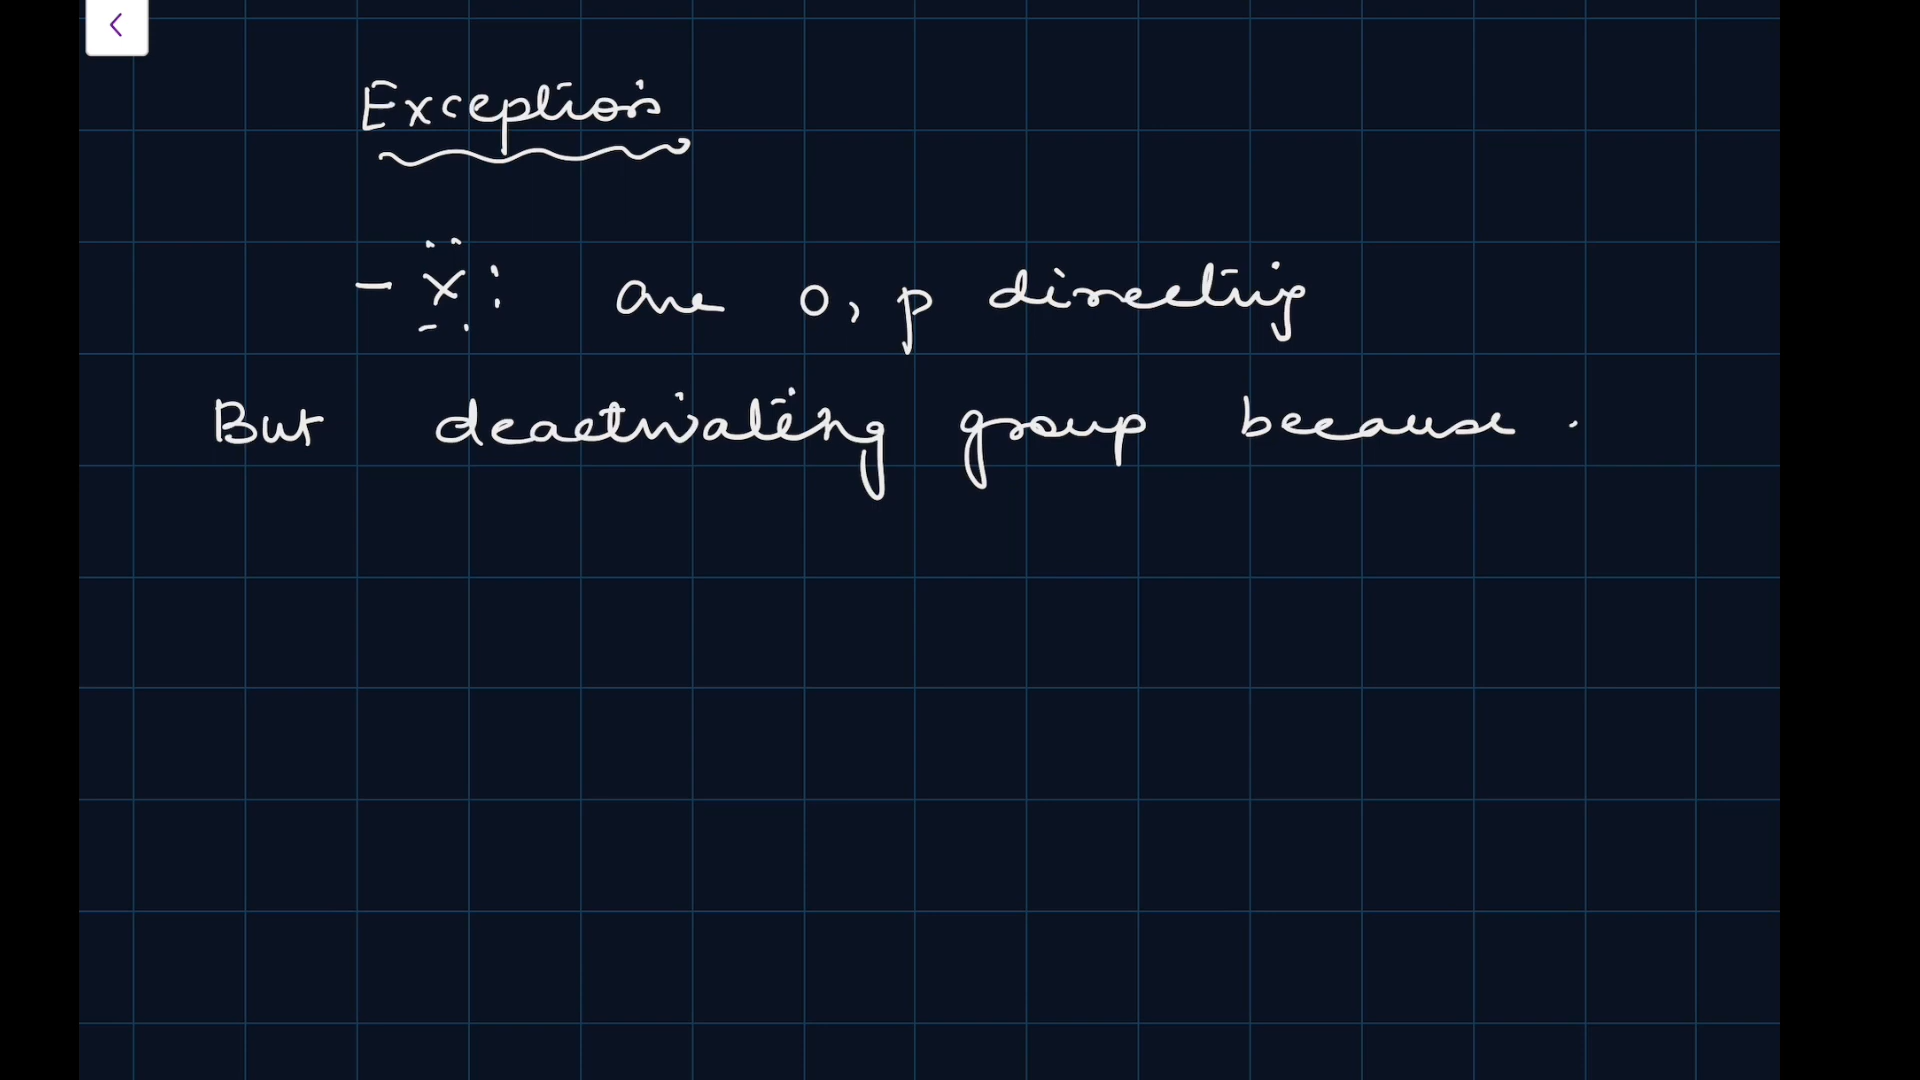 Exceptions
- Ẍ: are o, p directing
But deactivating group because .